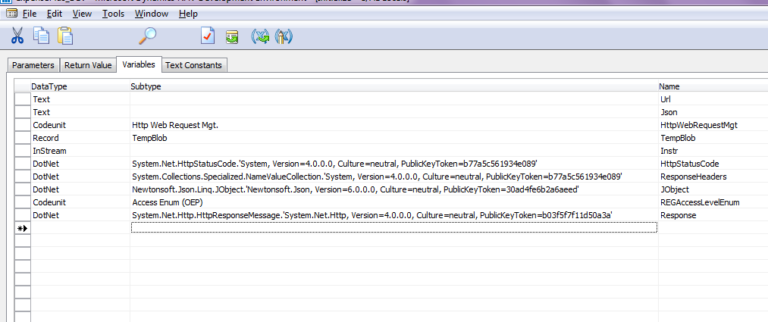 File Edit View Tools Window Help
Parameters Return Value Variables Text Constants
DataType Subtype Name
Text Url
Text Json
Codeunit Http Web Request Mgt. HttpWebRequestMgt
Record TempBlob TempBlob
InStream Instr
DotNet System.Net.HttpStatusCode.'System, Version=4.0.0.0, Culture=neutral, PublicKeyToken=b77a5c561934e089' HttpStatusCode
DotNet System.Collections.Specialized.NameValueCollection.'System, Version=4.0.0.0, Culture=neutral, PublicKeyToken=b77a5c561934e089' ResponseHeaders
DotNet Newtonsoft.Json.Linq.JObject.'Newtonsoft.Json, Version=6.0.0.0, Culture=neutral, PublicKeyToken=30ad4fe6b2a6aeed' JObject
Codeunit Access Enum (OEP) REGAccessLevelEnum
DotNet System.Net.Http.HttpResponseMessage.'System.Net.Http, Version=4.0.0.0, Culture=neutral, PublicKeyToken=b03f5f7f11d50a3a' Response